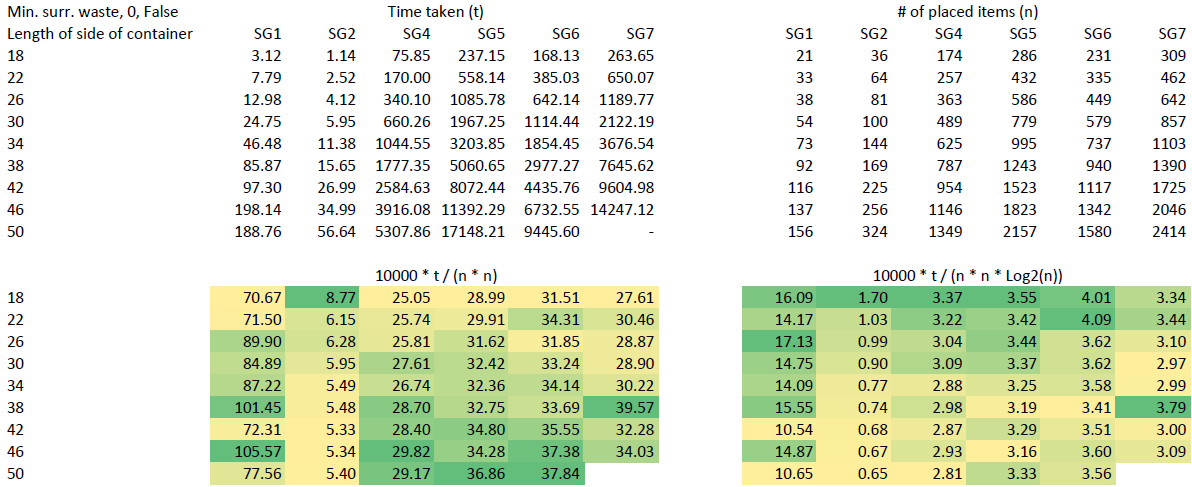 Min. surr. waste, 0, False Time taken (t) # of placed items (n)
Length of side of container SG1 SG2 SG4 SG5 SG6 SG7 SG1 SG2 SG4 SG5 SG6 SG7
18 3.12 1.14 75.85 237.15 168.13 263.65 21 36 174 286 231 309
22 7.79 2.52 170.00 558.14 385.03 650.07 33 64 257 432 335 462
26 12.98 4.12 340.10 1085.78 642.14 1189.77 38 81 363 586 449 642
30 24.75 5.95 660.26 1967.25 1114.44 2122.19 54 100 489 779 579 857
34 46.48 11.38 1044.55 3203.85 1854.45 3676.54 73 144 625 995 737 1103
38 85.87 15.65 1777.35 5060.65 2977.27 7645.62 92 169 787 1243 940 1390
42 97.30 26.99 2584.63 8072.44 4435.76 9604.98 116 225 954 1523 1117 1725
46 198.14 34.99 3916.08 11392.29 6732.55 14247.12 137 256 1146 1823 1342 2046
50 188.76 56.64 5307.86 17148.21 9445.60 - 156 324 1349 2157 1580 2414
10000 * t / (n * n) 10000 * t / (n * n * Log2(n))
18 70.67 8.77 25.05 28.99 31.51 27.61 16.09 1.70 3.37 3.55 4.01 3.34
22 71.50 6.15 25.74 29.91 34.31 30.46 14.17 1.03 3.22 3.42 4.09 3.44
26 89.90 6.28 25.81 31.62 31.85 28.87 17.13 0.99 3.04 3.44 3.62 3.10
30 84.89 5.95 27.61 32.42 33.24 28.90 14.75 0.90 3.09 3.37 3.62 2.97
34 87.22 5.49 26.74 32.36 34.14 30.22 14.09 0.77 2.88 3.25 3.58 2.99
38 101.45 5.48 28.70 32.75 33.69 39.57 15.55 0.74 2.98 3.19 3.41 3.79
42 72.31 5.33 28.40 34.80 35.55 32.28 10.54 0.68 2.87 3.29 3.51 3.00
46 105.57 5.34 29.82 34.28 37.38 34.03 14.87 0.67 2.93 3.16 3.60 3.09
50 77.56 5.40 29.17 36.86 37.84 10.65 0.65 2.81 3.33 3.56